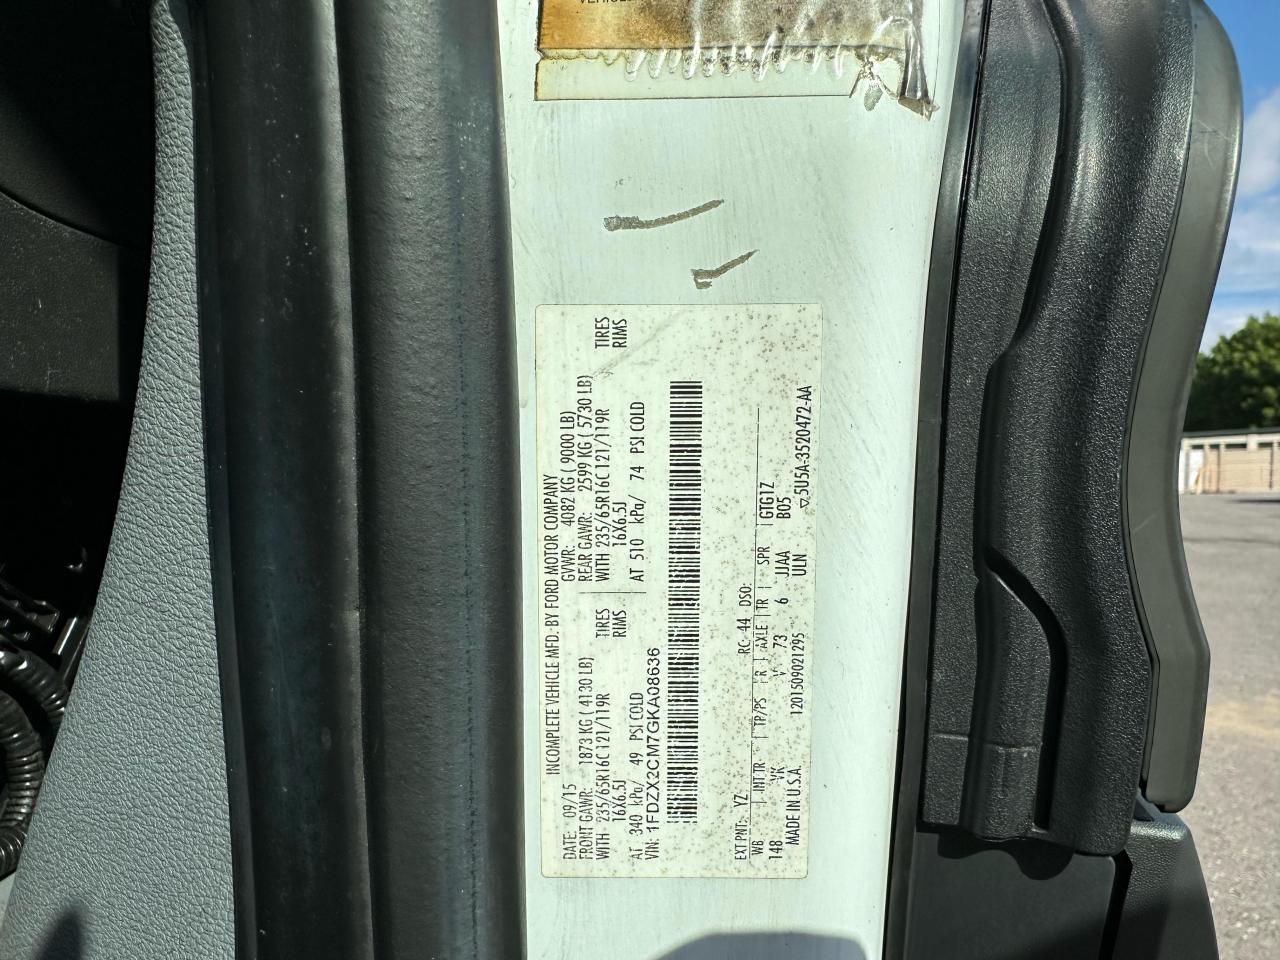 VEHICLE
INCOMPLETE VEHICLE MFD. BY FORD MOTOR COMPANY
DATE: 09/15 GVWR: 4082 KG ( 9000 LB)
FRONT GAWR: 1873 KG ( 4130 LB) REAR GAWR: 2599 KG ( 5730 LB)
WITH 235/65R16C 121/119R TIRES WITH 235/65R16C 121/119R TIRES
16X6.5J RIMS 16X6.5J RIMS
AT 340 kPa/ 49 PSI COLD AT 510 kPa/ 74 PSI COLD
VIN: 1FDZX2CM7GKA08636
EXT PNT: YZ RC: 44 DSO:
WB INT TR TP/PS R AXLE TR SPR GTGTZ
148 VK V 73 6 JJAA B05
VK V ULN
MADE IN U.S.A. 1201509021295 ▽5U5A-3520472-AA